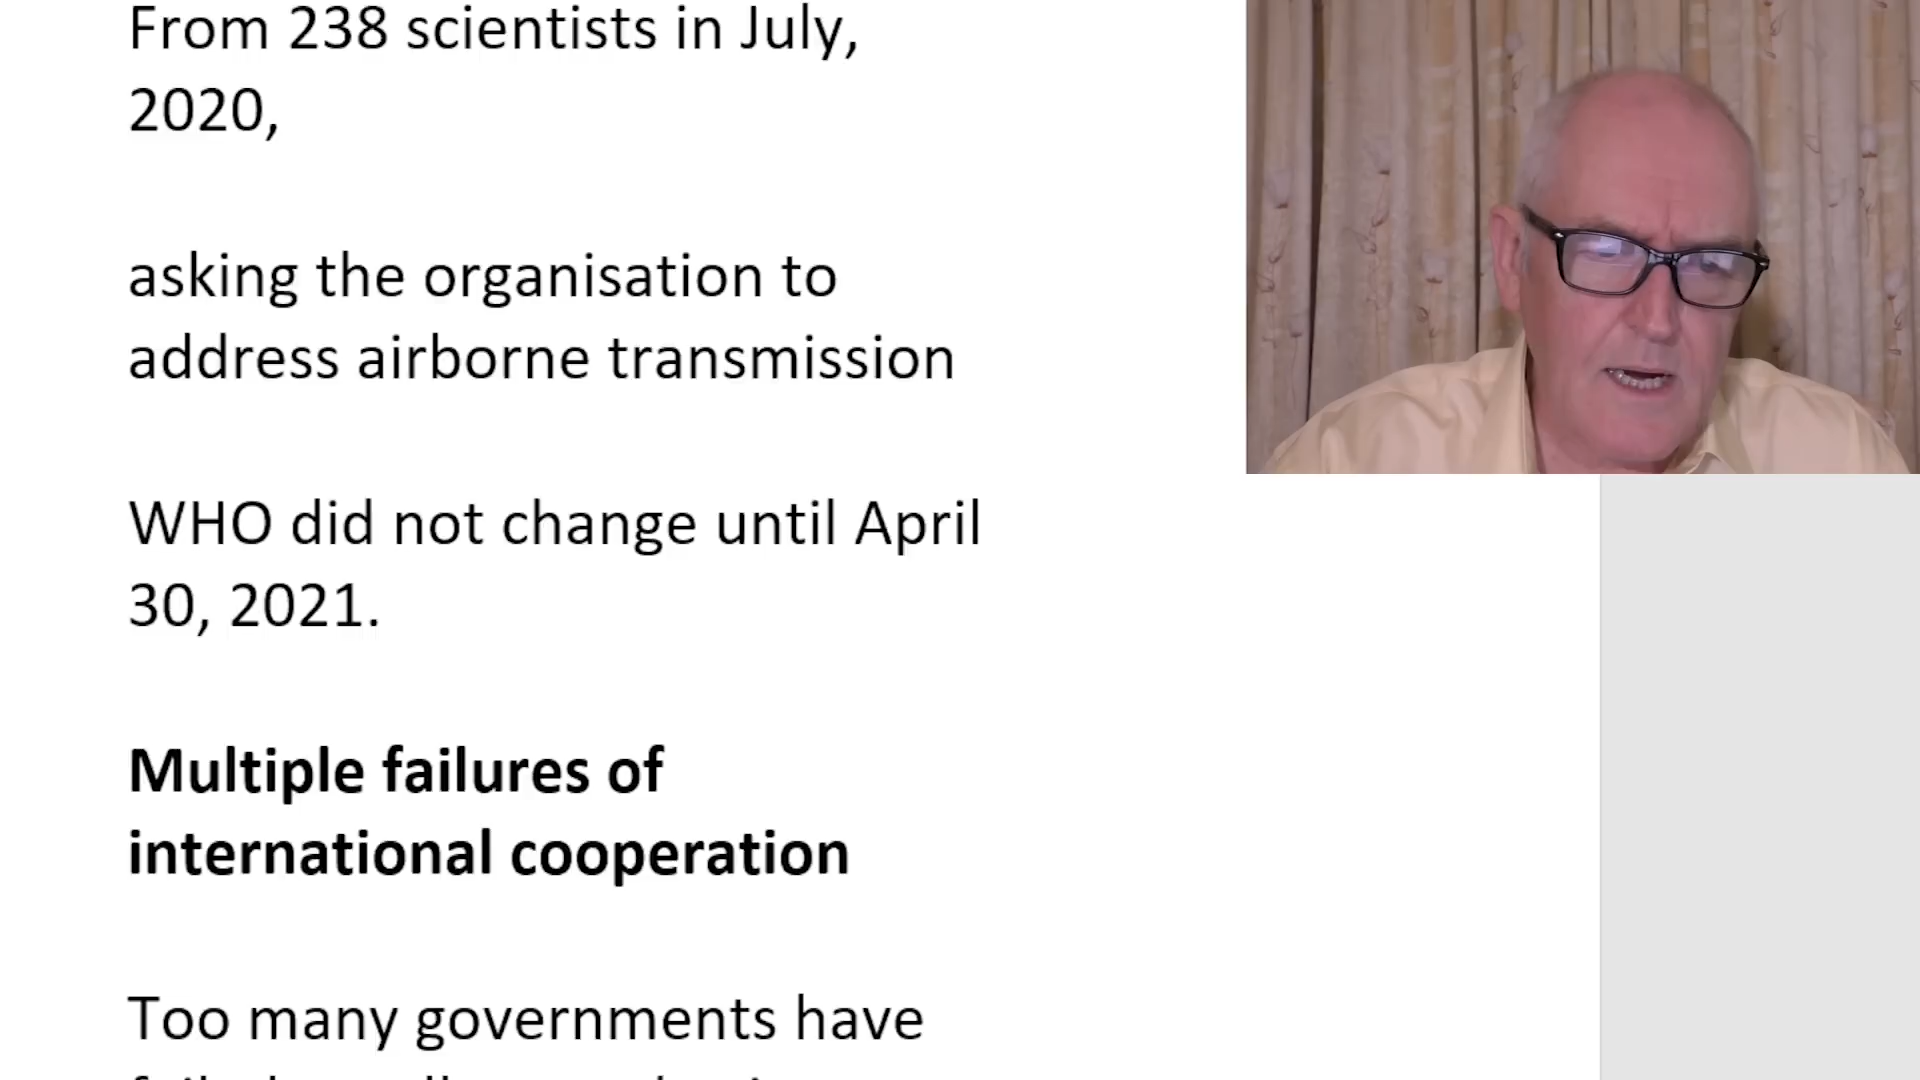 From 238 scientists in July,
2020,
asking the organisation to
address airborne transmission
WHO did not change until April
30, 2021.
Multiple failures of
international cooperation
Too many governments have